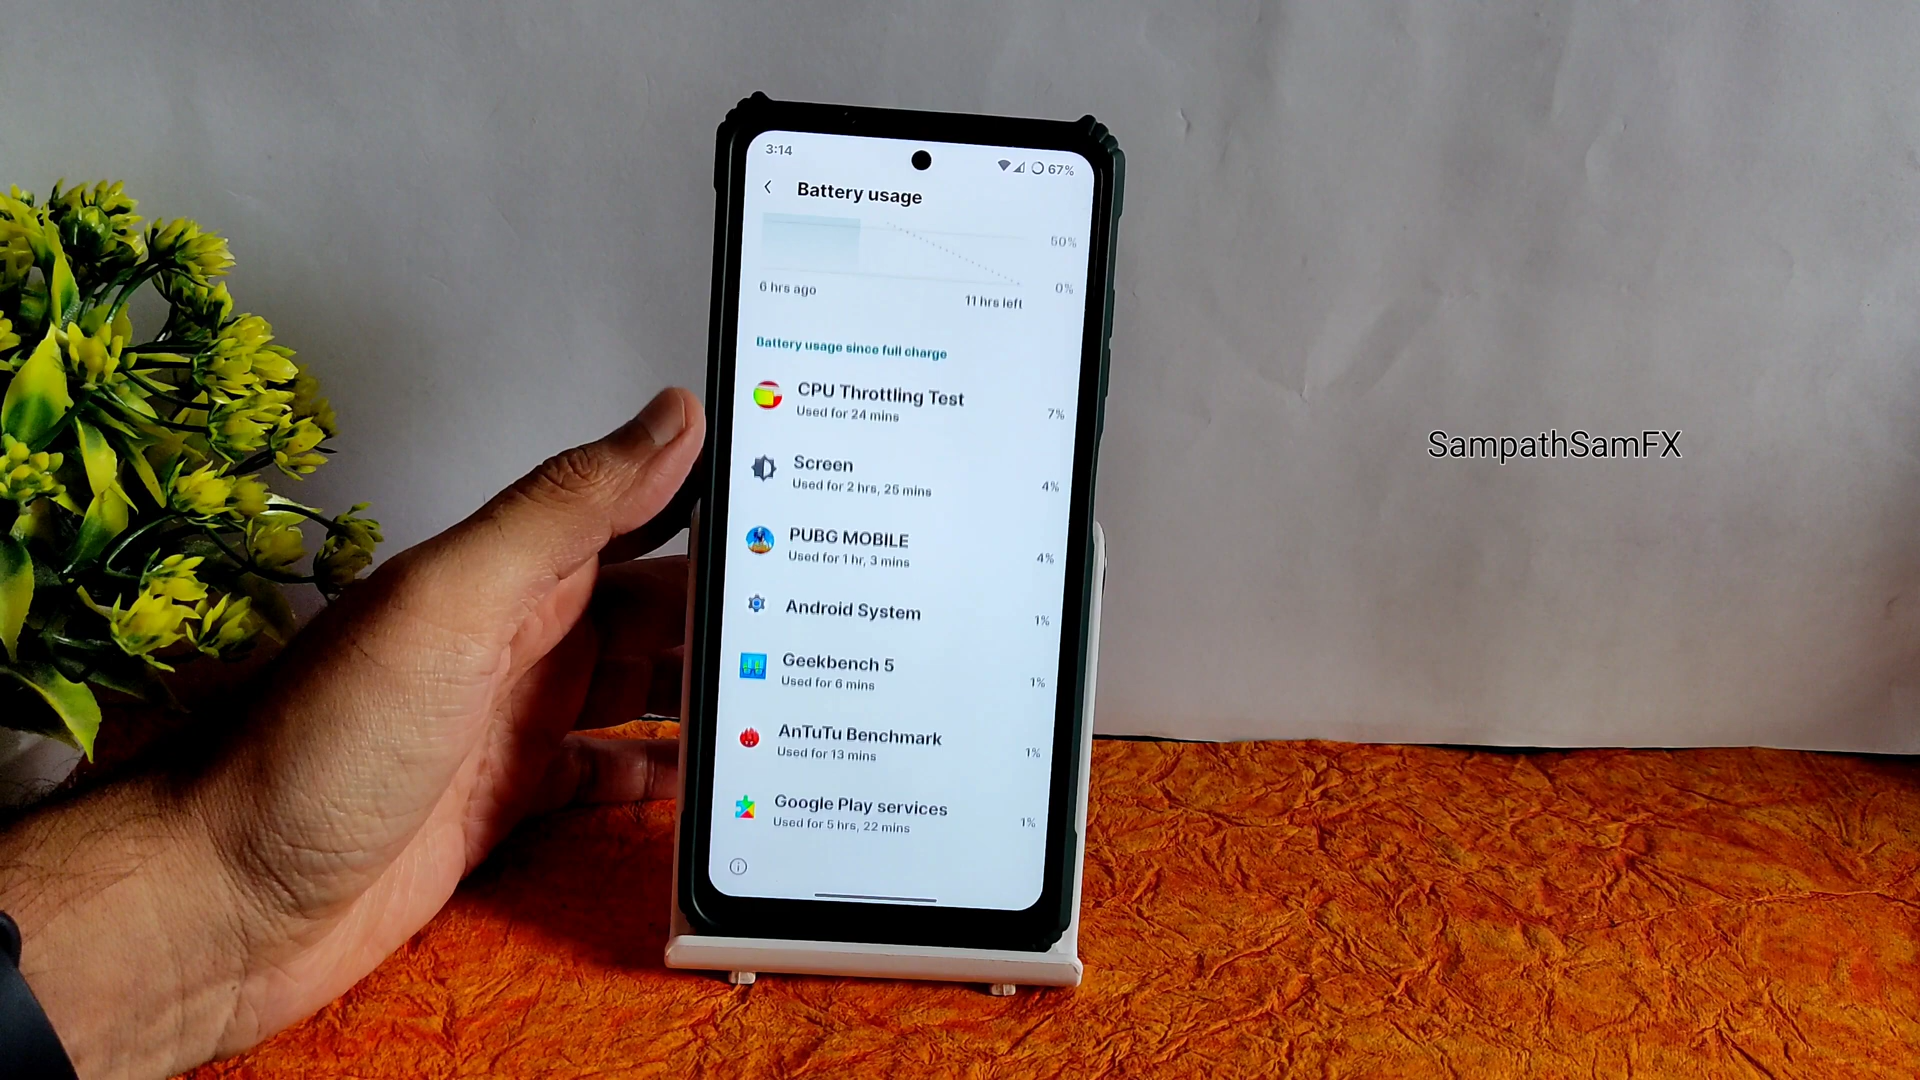 3:14
67%
Battery usage
50%
0%
6 hrs ago
11 hrs left
Battery usage since full charge
CPU Throttling Test
Used for 24 mins
7%
Screen
Used for 2 hrs, 25 mins
4%
PUBG MOBILE
Used for 1 hr, 3 mins
4%
Android System
1%
Geekbench 5
Used for 6 mins
1%
AnTuTu Benchmark
Used for 13 mins
1%
Google Play services
Used for 5 hrs, 22 mins
1%
SampathSamFX